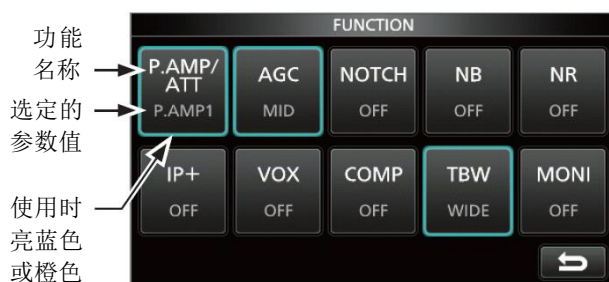 FUNCTION
功能
名称
选定的
参数值
使用时
亮蓝色
或橙色
P.AMP/
ATT
P.AMP1
AGC
MID
NOTCH
OFF
NB
OFF
NR
OFF
IP+
OFF
VOX
OFF
COMP
OFF
TBW
WIDE
MONI
OFF